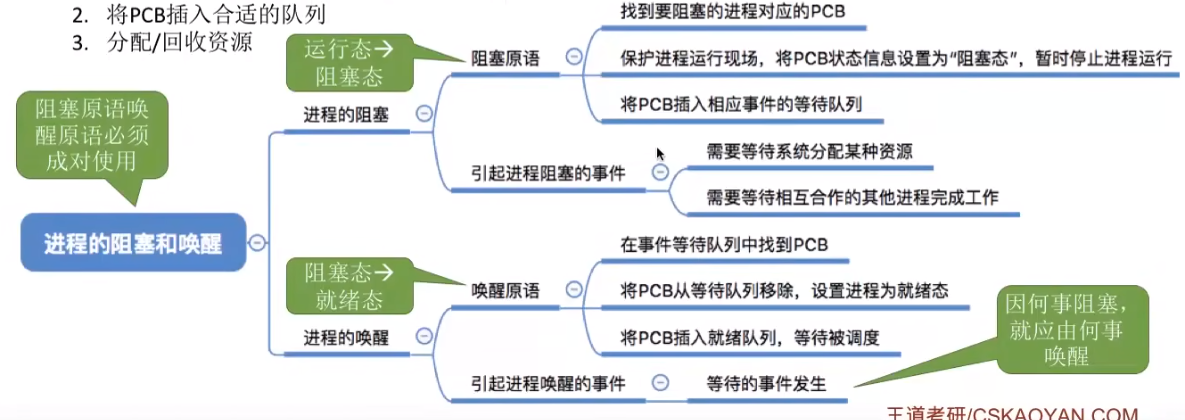 2. 将PCB插入合适的队列
3. 分配/回收资源
阻塞原语唤
醒原语必须
成对使用
进程的阻塞和唤醒
进程的阻塞
运行态→
阻塞态
阻塞原语
找到要阻塞的进程对应的PCB
保护进程运行现场，将PCB状态信息设置为“阻塞态”，暂时停止进程运行
将PCB插入相应事件的等待队列
引起进程阻塞的事件
需要等待系统分配某种资源
需要等待相互合作的其他进程完成工作
进程的唤醒
阻塞态→
就绪态
唤醒原语
在事件等待队列中找到PCB
将PCB从等待队列移除，设置进程为就绪态
将PCB插入就绪队列，等待被调度
引起进程唤醒的事件
等待的事件发生
因何事阻塞，
就应由何事
唤醒
王道考研/CSKAOYAN.COM